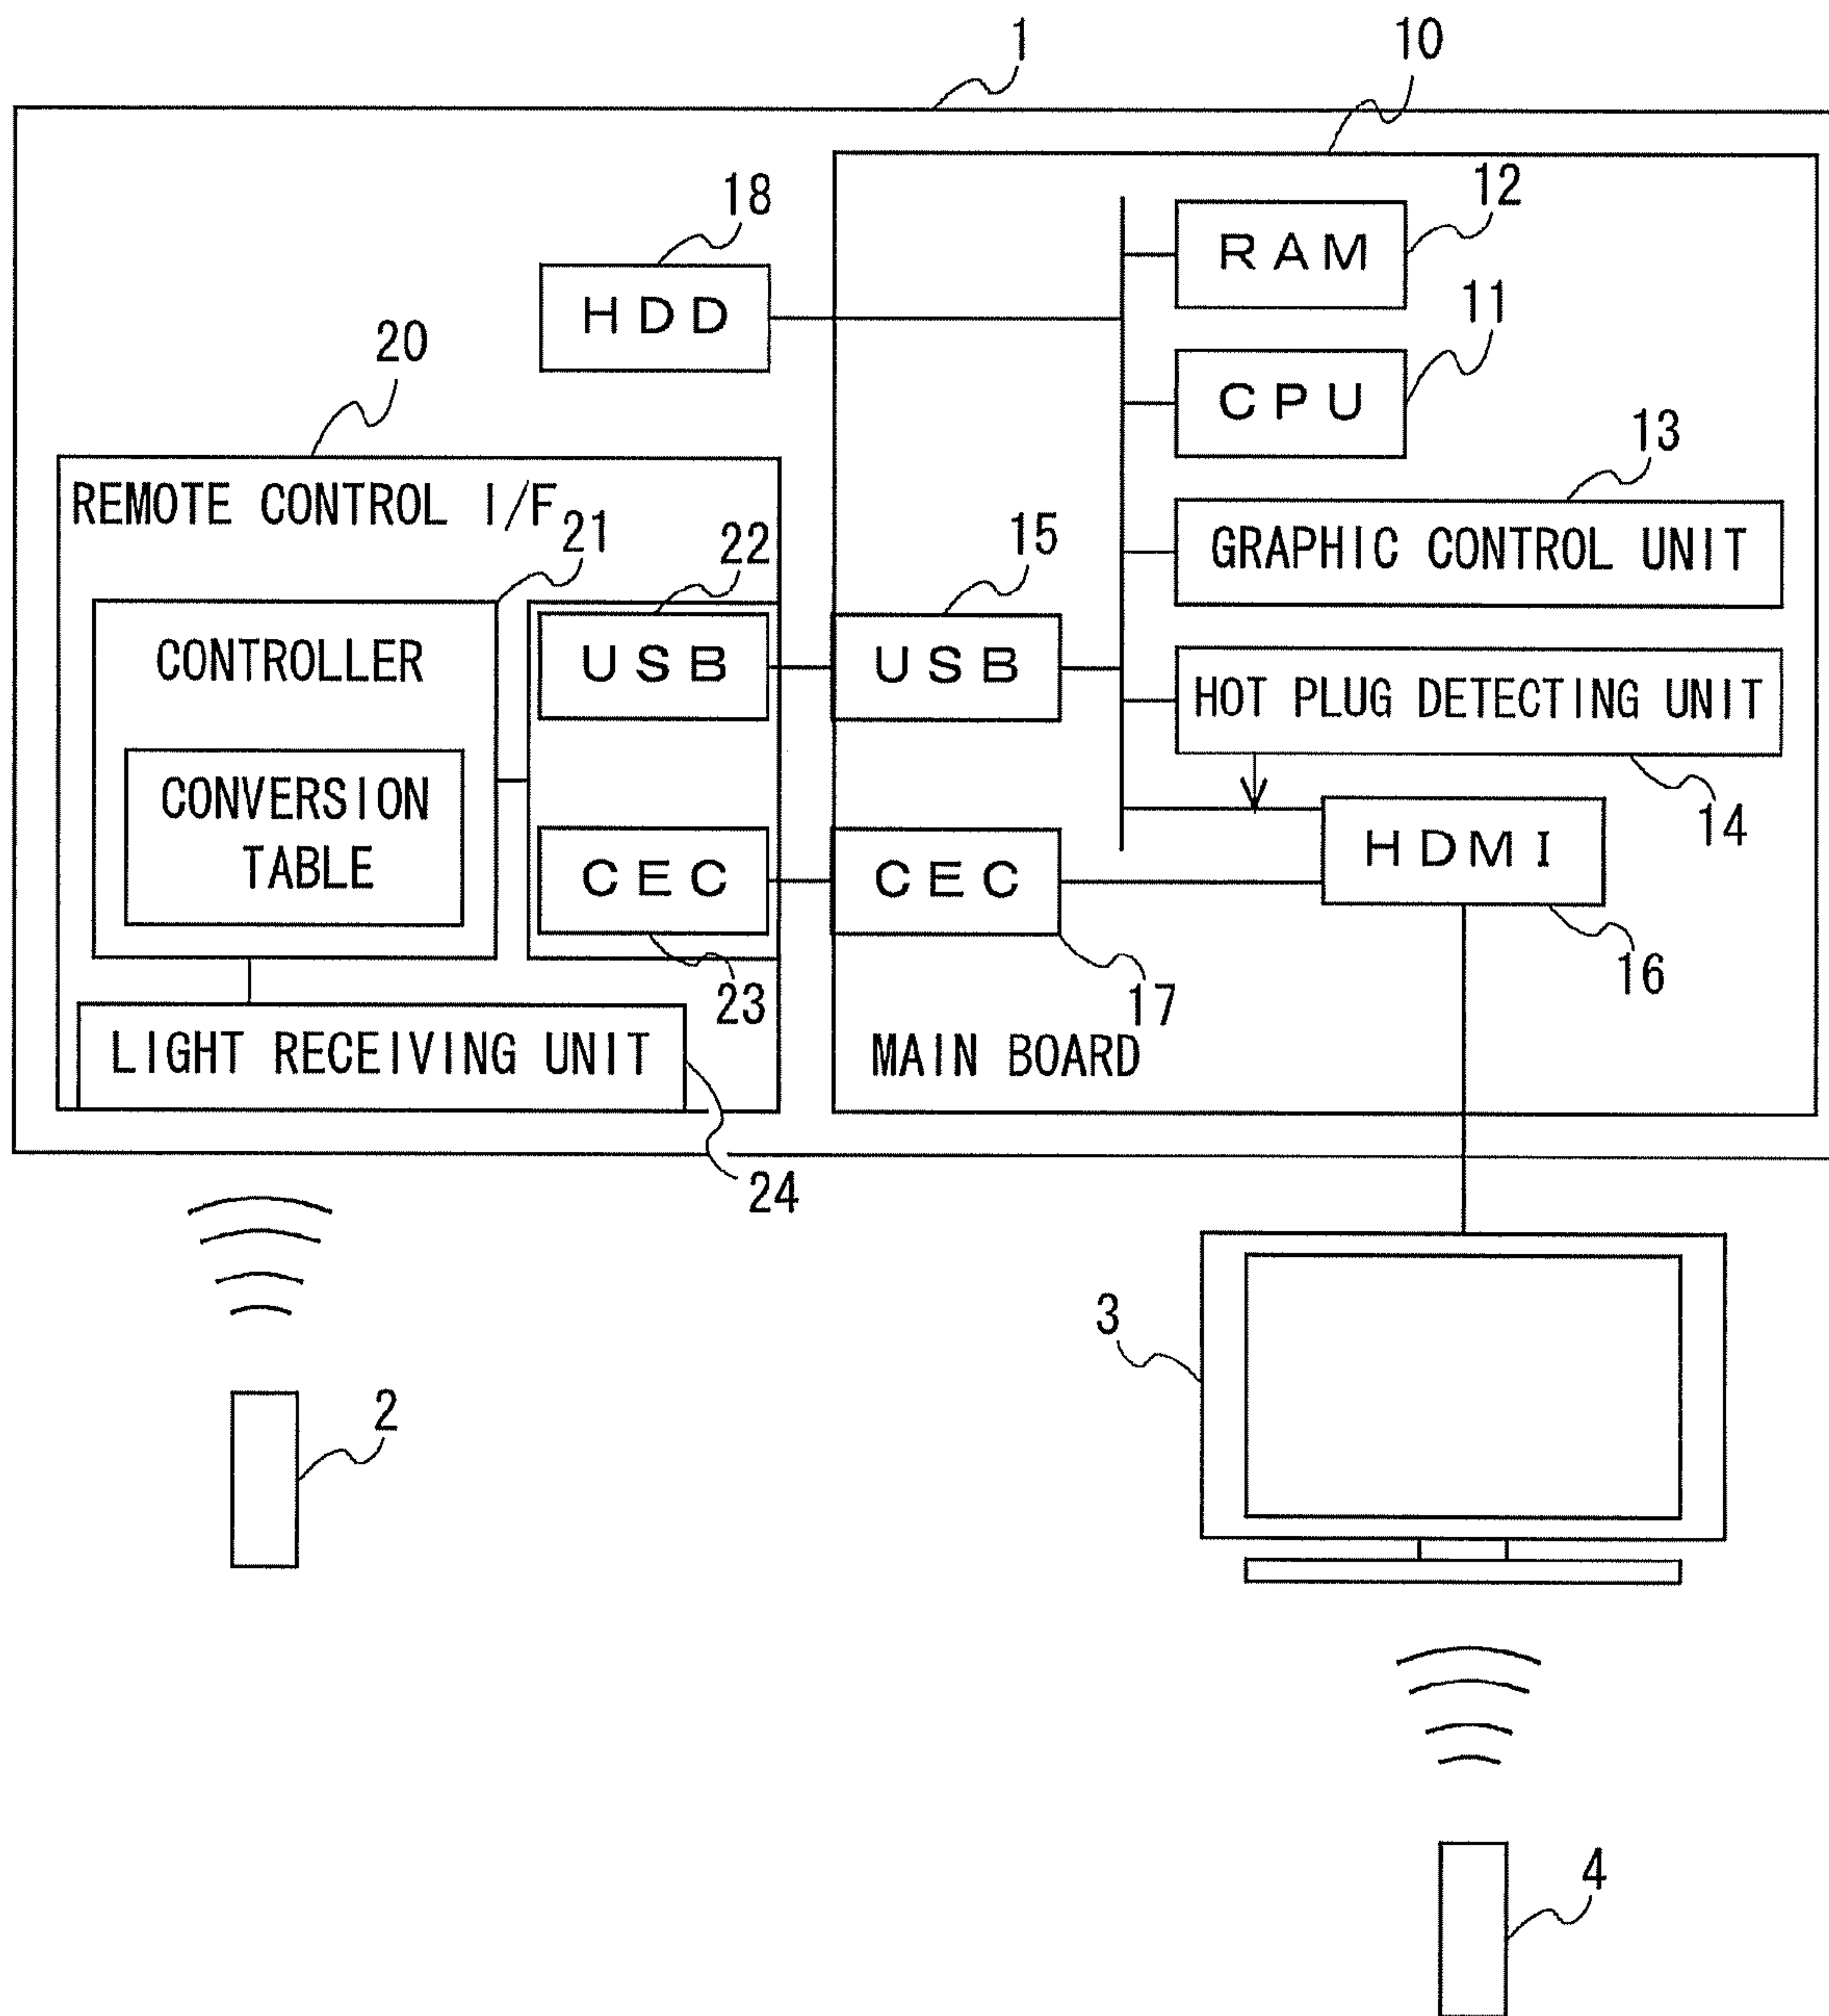 1
10
18
12
HDD
RAM
11
20
CPU
13
REMOTE CONTROL I/F
21
22
15
GRAPHIC CONTROL UNIT
CONTROLLER
USB
USB
HOT PLUG DETECTING UNIT
CONVERSION
TABLE
14
HDMI
CEC
CEC
23
17
16
LIGHT RECEIVING UNIT
MAIN BOARD
24
3
2
4